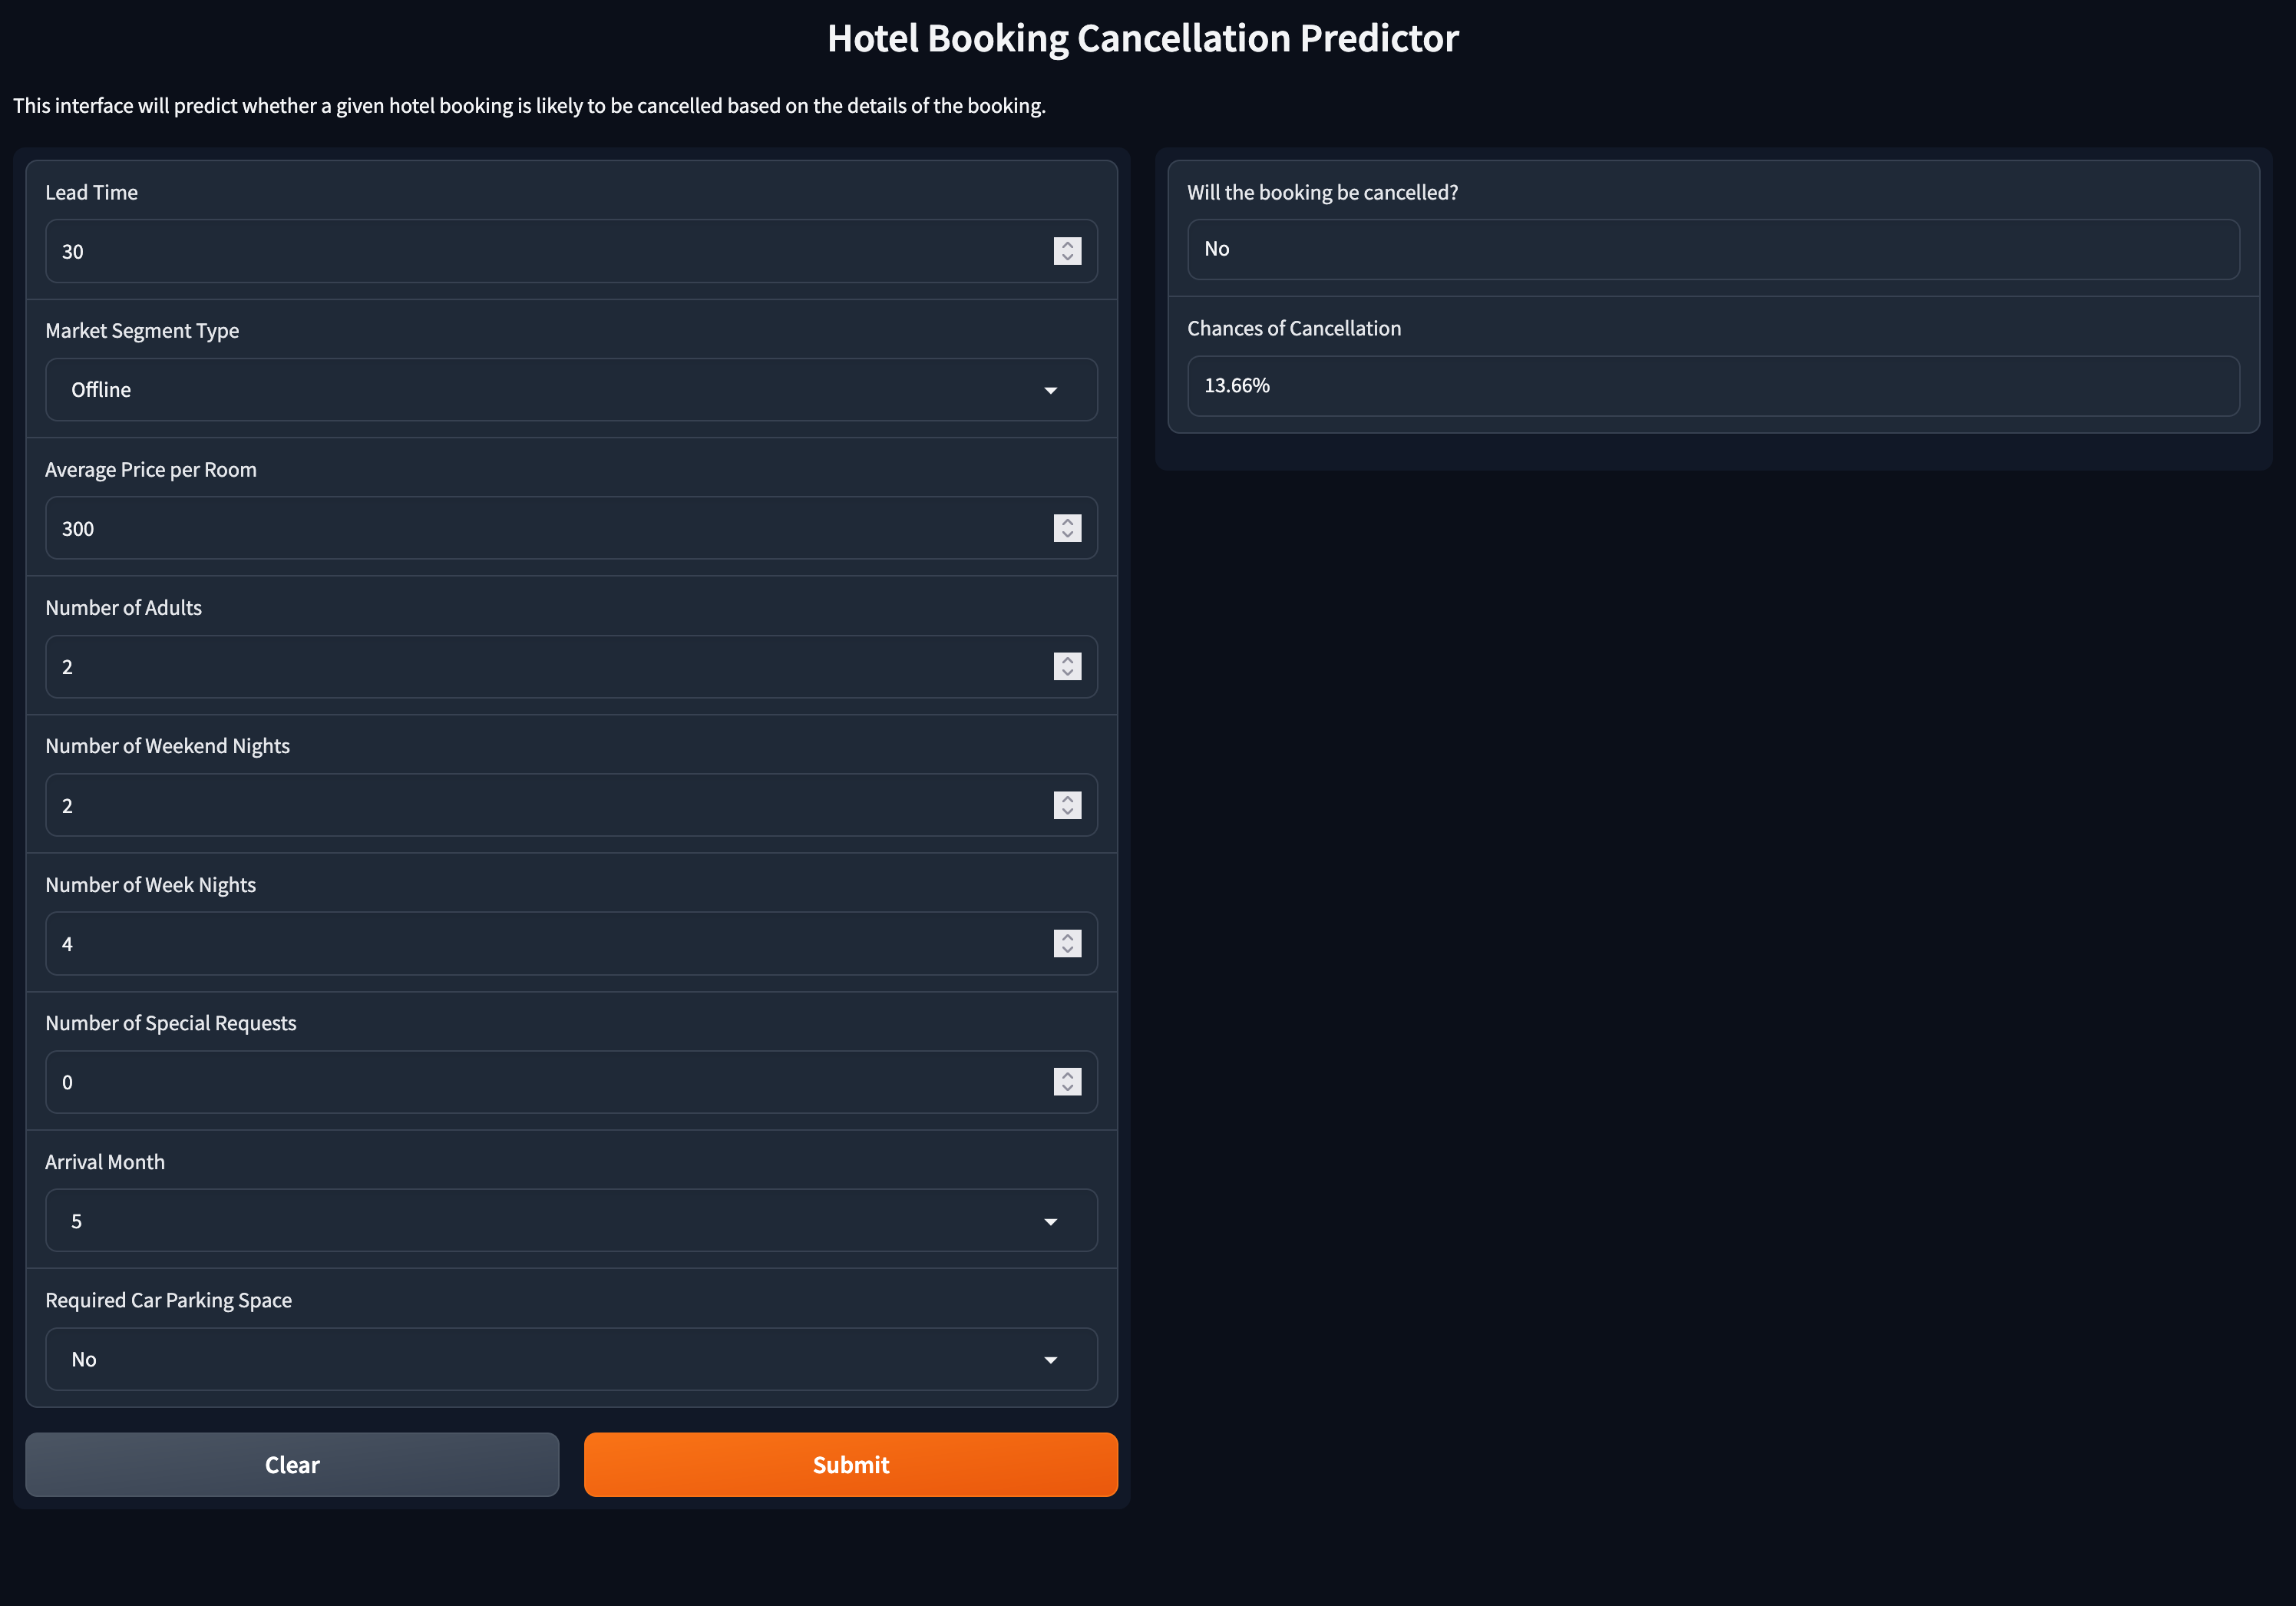 Hotel Booking Cancellation Predictor
This interface will predict whether a given hotel booking is likely to be cancelled based on the details of the booking.
Lead Time
30
Market Segment Type
Offline
Average Price per Room
300
Number of Adults
2
Number of Weekend Nights
2
Number of Week Nights
4
Number of Special Requests
0
Arrival Month
5
Required Car Parking Space
No
Clear
Submit
Will the booking be cancelled?
No
Chances of Cancellation
13.66%